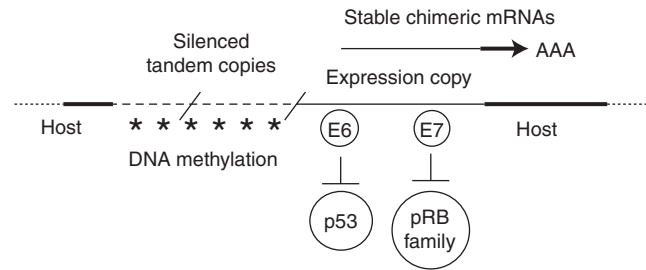 Stable chimeric mRNAs
AAA
Silenced
tandem copies
Expression copy
Host
* * * * * *
E6
E7
Host
DNA methylation
p53
pRB
family